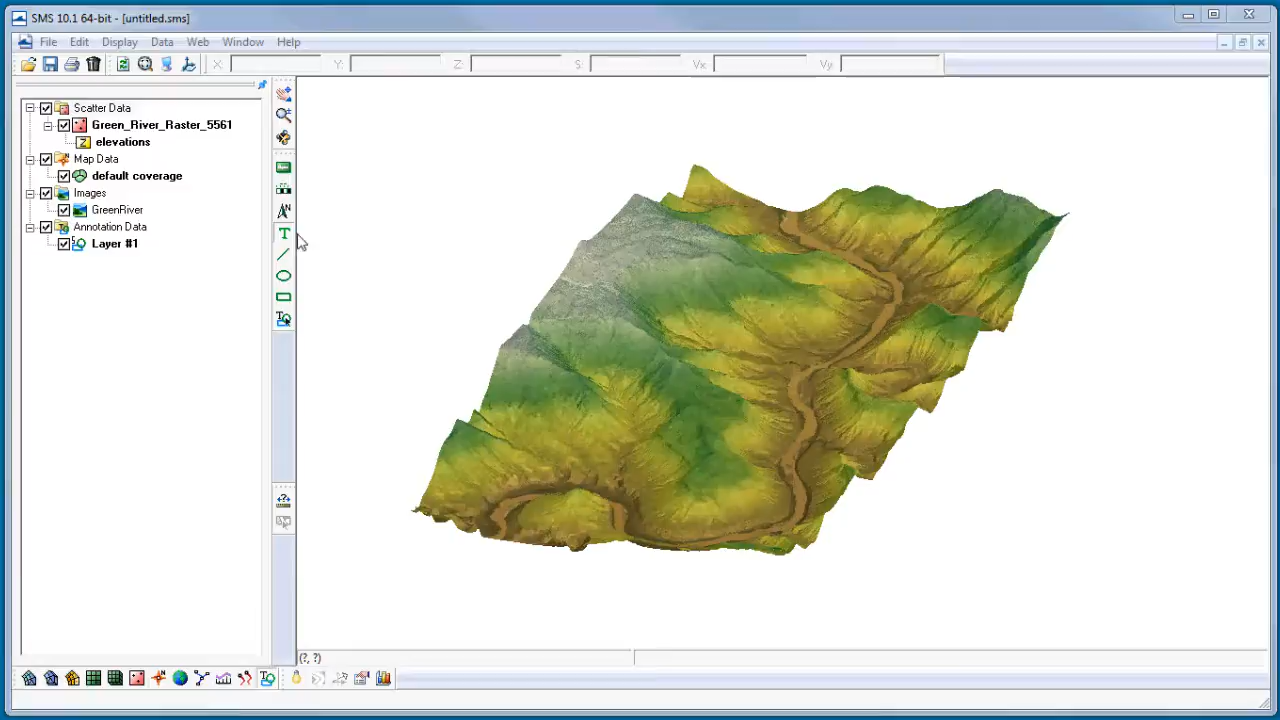 SMS 10.1 64-bit - [untitled.sms]
File Edit Display Data Web Window Help
X: Y: Z: S: Vx: Vy:
Scatter Data
Green_River_Raster_5561
elevations
Map Data
default coverage
Images
GreenRiver
Annotation Data
Layer #1
(?, ?)